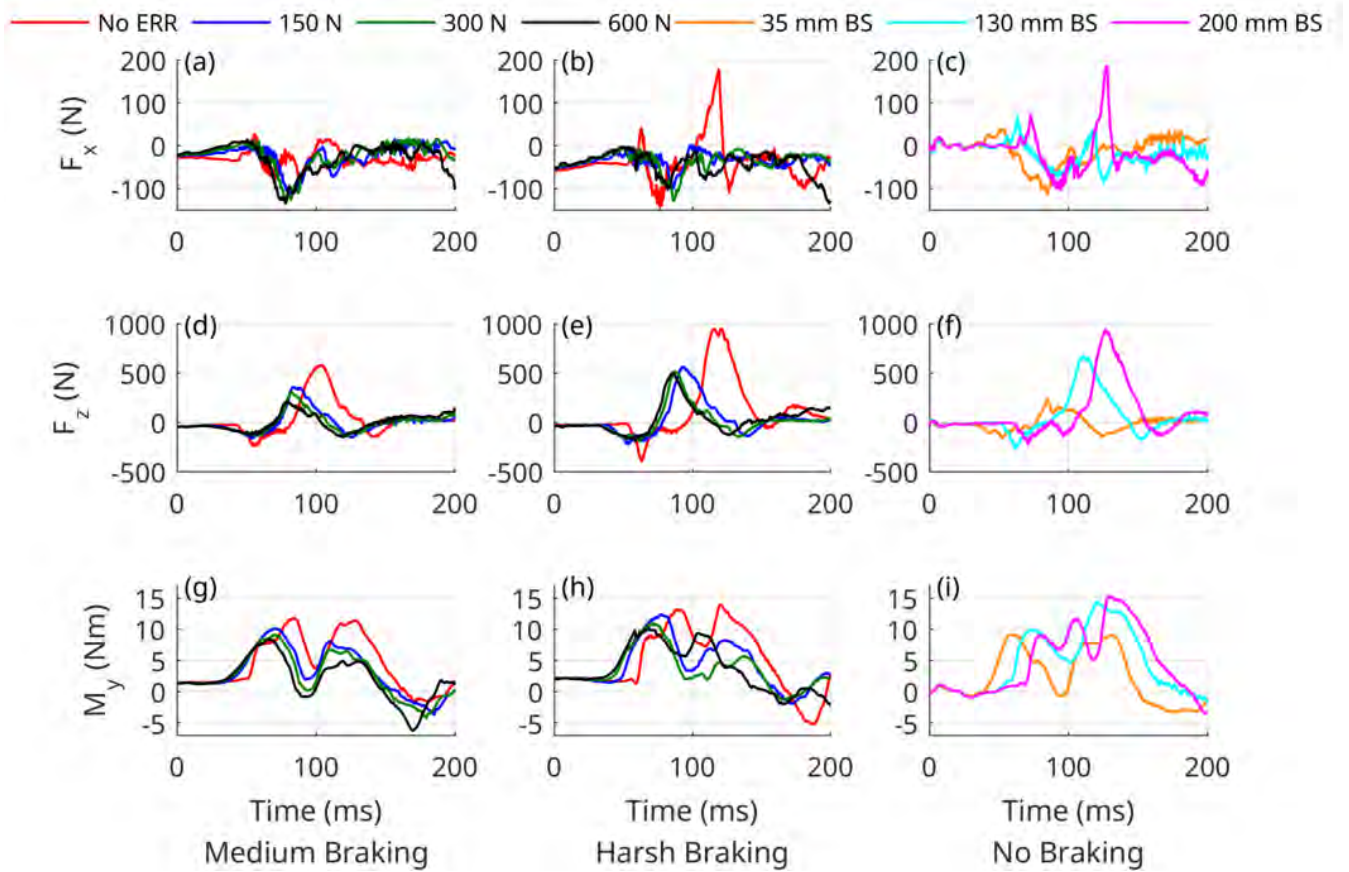 No ERR 150 N 300 N 600 N 35 mm BS 130 mm BS 200 mm BS
(a) (b) (c)
F x (N)
200 200 200
100 100 100
0 0 0
-100 -100 -100
0 100 200 0 100 200 0 100 200
(d) (e) (f)
F z (N)
1000 1000 1000
500 500 500
0 0 0
-500 -500 -500
0 100 200 0 100 200 0 100 200
(g) (h) (i)
M y (Nm)
15 15 15
10 10 10
5 5 5
0 0 0
-5 -5 -5
0 100 200 0 100 200 0 100 200
Time (ms) Time (ms) Time (ms)
Medium Braking Harsh Braking No Braking